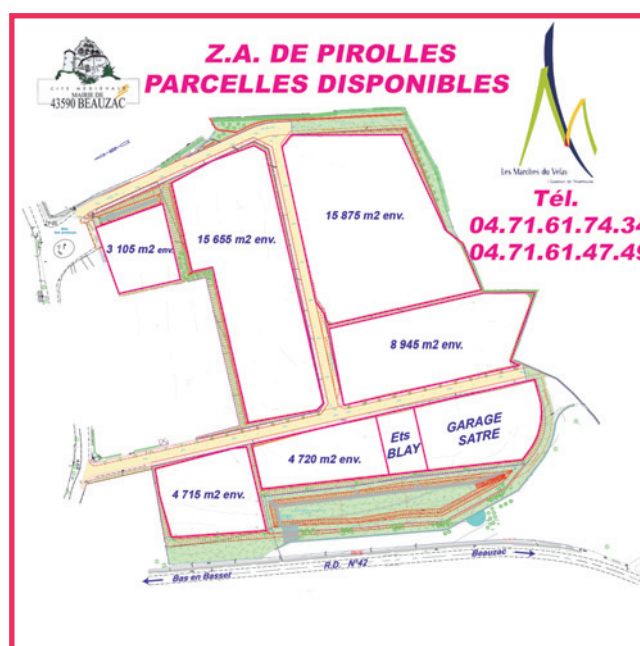 Z.A. DE PIROLLES
PARCELLES DISPONIBLES
CITÉ MÉDIÉVALE
MAIRIE DE
43590 BEAUZAC
Les Marches du Velay
Tél.
04.71.61.74.34
04.71.61.47.49
15 875 m2 env.
15 655 m2 env.
3 105 m2 env.
8 945 m2 env.
GARAGE
SATRE
Ets
BLAY
4 720 m2 env.
4 715 m2 env.
R.D. N°42
Beauzac
Bas en Basset